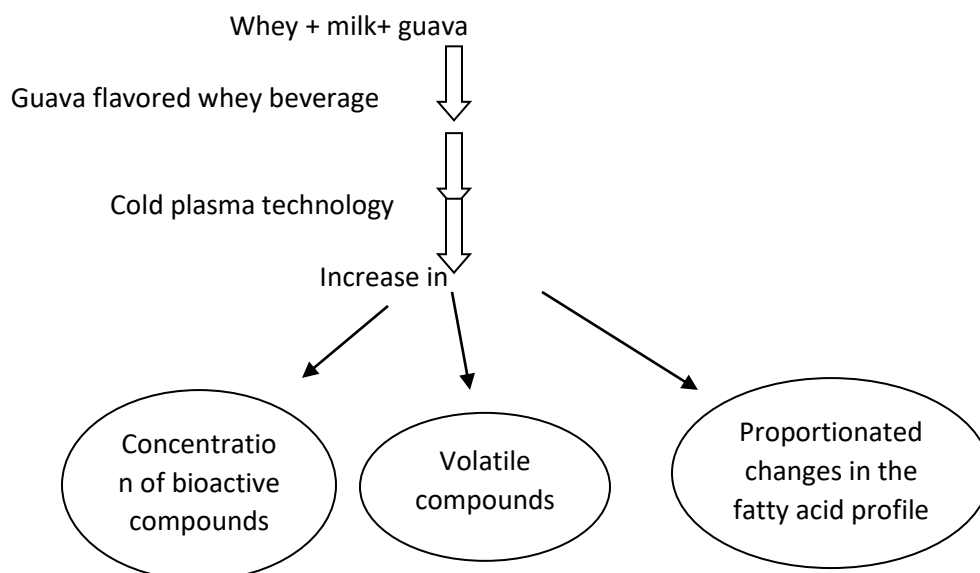 Whey + milk+ guava
Guava flavored whey beverage
Cold plasma technology
Increase in
Concentratio
n of bioactive
compounds
Volatile
compounds
Proportionated
changes in the
fatty acid profile